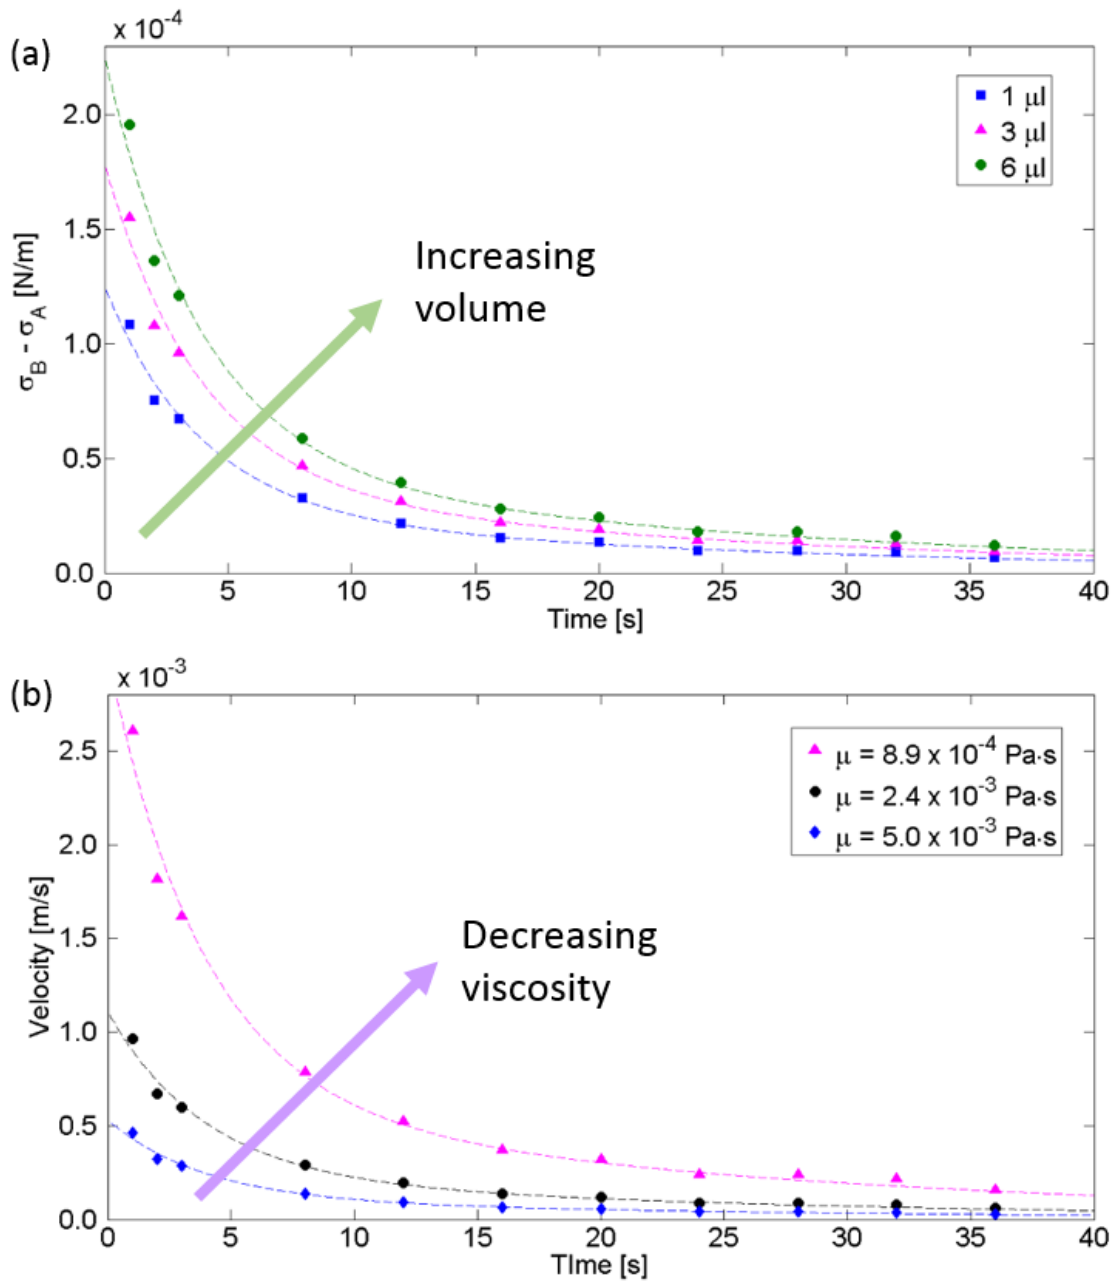 (a)
x 10-4
2.0
1.5
1.0
0.5
0.0
σB - σA [N/m]
1 μl
3 μl
6 μl
Increasing
volume
0 5 10 15 20 25 30 35 40
Time [s]
(b)
x 10-3
2.5
2.0
1.5
1.0
0.5
0.0
Velocity [m/s]
μ = 8.9 x 10-4 Pa·s
μ = 2.4 x 10-3 Pa·s
μ = 5.0 x 10-3 Pa·s
Decreasing
viscosity
0 5 10 15 20 25 30 35 40
TIme [s]